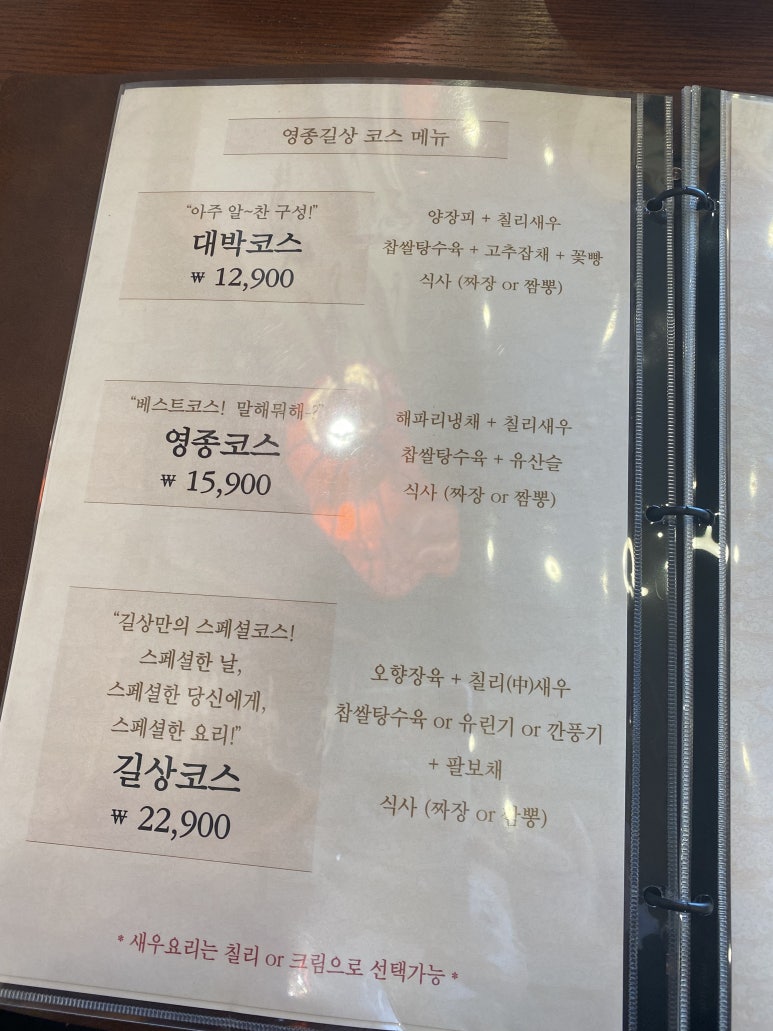 영종길상 코스 메뉴
"아주 알~찬 구성!"
대박코스
₩ 12,900
양장피 + 칠리새우
찹쌀탕수육 + 고추잡채 + 꽃빵
식사 (짜장 or 짬뽕)
"베스트코스! 말해뭐해~?"
영종코스
₩ 15,900
해파리냉채 + 칠리새우
찹쌀탕수육 + 유산슬
식사 (짜장 or 짬뽕)
"길상만의 스페셜코스!
스페셜한 날,
스페셜한 당신에게,
스페셜한 요리!"
길상코스
₩ 22,900
오향장육 + 칠리(中)새우
찹쌀탕수육 or 유린기 or 깐풍기
+ 팔보채
식사 (짜장 or 짬뽕)
* 새우요리는 칠리 or 크림으로 선택가능 *